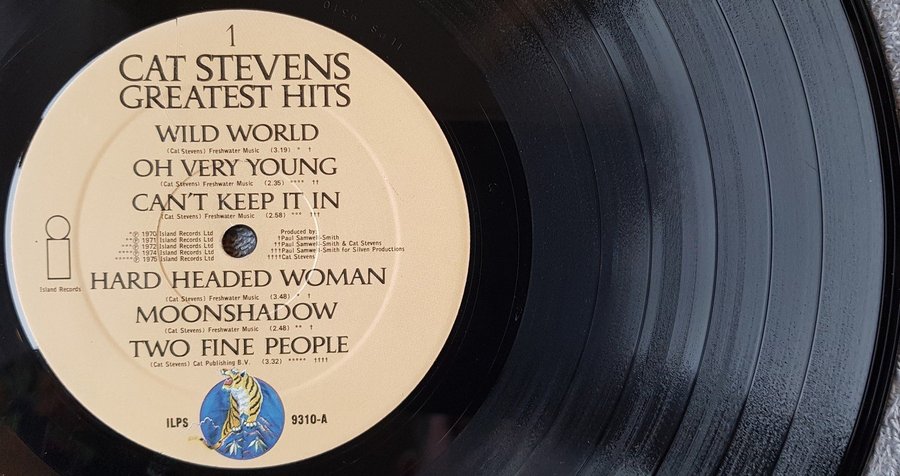 1
CAT STEVENS
GREATEST HITS
WILD WORLD
(Cat Stevens) Freshwater Music (3.19) * †
OH VERY YOUNG
(Cat Stevens) Freshwater Music (2.35) **** ††
CAN'T KEEP IT IN
(Cat Stevens) Freshwater Music (2.58) *** †††
* ℗ 1970 Island Records Ltd
** ℗ 1971 Island Records Ltd
*** ℗ 1972 Island Records Ltd
**** ℗ 1974 Island Records Ltd
***** ℗ 1975 Island Records Ltd
Produced by:
†Paul Samwell-Smith
††Paul Samwell-Smith & Cat Stevens
†††Paul Samwell-Smith for Silven Productions
††††Cat Stevens
Island Records
HARD HEADED WOMAN
(Cat Stevens) Freshwater Music (3.48) * †
MOONSHADOW
(Cat Stevens) Freshwater Music (2.48) ** †
TWO FINE PEOPLE
(Cat Stevens) Cat Publishing B.V. (3.32) ***** ††††
ILPS 9310-A